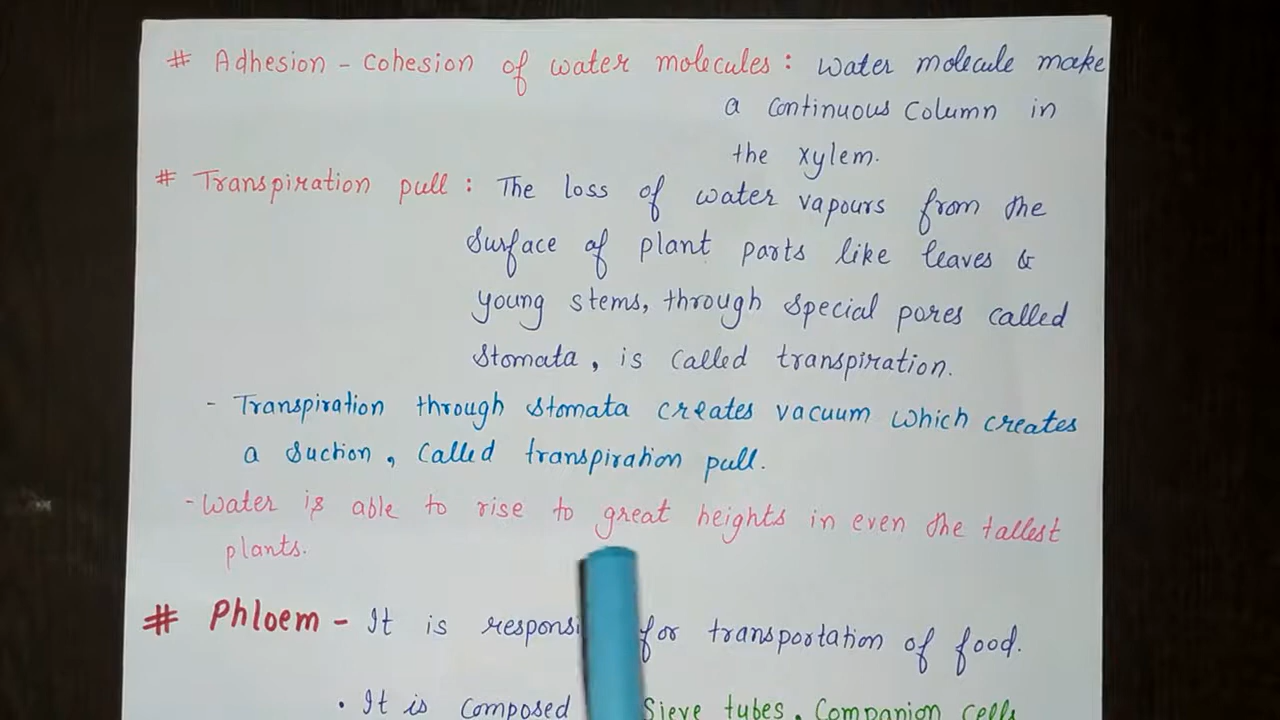 # Adhesion - Cohesion of water molecules : water molecule make
a continuous column in
the xylem.
# Transpiration pull : The loss of water vapours from the
surface of plant parts like leaves &
young stems, through special pores called
stomata, is called transpiration.
- Transpiration through stomata creates vacuum which creates
a suction, called transpiration pull.
- Water is able to rise to great heights in even the tallest
plants.
# Phloem - It is for transportation of food.
• It is composed Sieve tubes, Companion cells